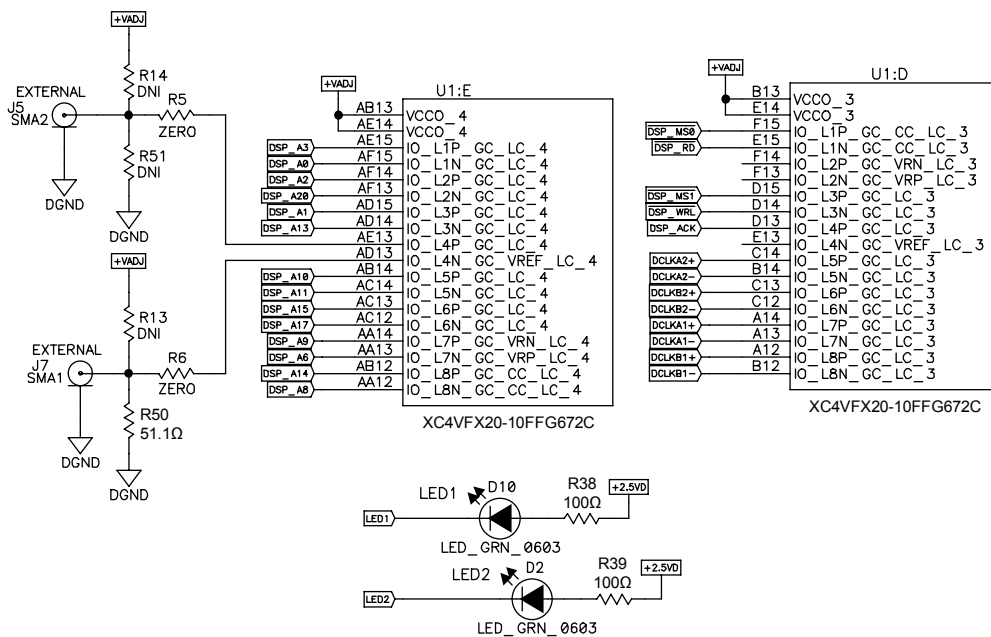 +VADJ
R14
DNI
EXTERNAL
J5
SMA2
R5
ZERO
R51
DNI
DGND
DGND
+VADJ
R13
DNI
EXTERNAL
J7
SMA1
R6
ZERO
R50
51.1Ω
DGND
DGND
U1:E
+VADJ
AB13 VCCO_4
AE14 VCCO_4
DSP_A3 AE15 IO_L1P_GC_LC_4
DSP_A0 AF15 IO_L1N_GC_LC_4
DSP_A2 AF14 IO_L2P_GC_LC_4
DSP_A20 AF13 IO_L2N_GC_LC_4
DSP_A1 AD15 IO_L3P_GC_LC_4
DSP_A13 AD14 IO_L3N_GC_LC_4
AE13 IO_L4P_GC_LC_4
AD13 IO_L4N_GC_VREF_LC_4
DSP_A10 AB14 IO_L5P_GC_LC_4
DSP_A11 AC14 IO_L5N_GC_LC_4
DSP_A15 AC13 IO_L6P_GC_LC_4
DSP_A17 AC12 IO_L6N_GC_LC_4
DSP_A9 AA14 IO_L7P_GC_VRN_LC_4
DSP_A6 AA13 IO_L7N_GC_VRP_LC_4
DSP_A14 AB12 IO_L8P_GC_CC_LC_4
DSP_A8 AA12 IO_L8N_GC_CC_LC_4
XC4VFX20-10FFG672C
U1:D
+VADJ
B13 VCCO_3
E14 VCCO_3
DSP_MS0 F15 IO_L1P_GC_CC_LC_3
DSP_RD E15 IO_L1N_GC_CC_LC_3
F14 IO_L2P_GC_VRN_LC_3
F13 IO_L2N_GC_VRP_LC_3
DSP_MS1 D15 IO_L3P_GC_LC_3
DSP_WRL D14 IO_L3N_GC_LC_3
DSP_ACK D13 IO_L4P_GC_LC_3
E13 IO_L4N_GC_VREF_LC_3
DCLKA2+ C14 IO_L5P_GC_LC_3
DCLKA2- B14 IO_L5N_GC_LC_3
DCLKB2+ C13 IO_L6P_GC_LC_3
DCLKB2- C12 IO_L6N_GC_LC_3
DCLKA1+ A14 IO_L7P_GC_LC_3
DCLKA1- A13 IO_L7N_GC_LC_3
DCLKB1+ A12 IO_L8P_GC_LC_3
DCLKB1- B12 IO_L8N_GC_LC_3
XC4VFX20-10FFG672C
LED1
LED1
D10
LED_GRN_0603
R38
100Ω
+2.5VD
LED2
LED2
D2
LED_GRN_0603
R39
100Ω
+2.5VD